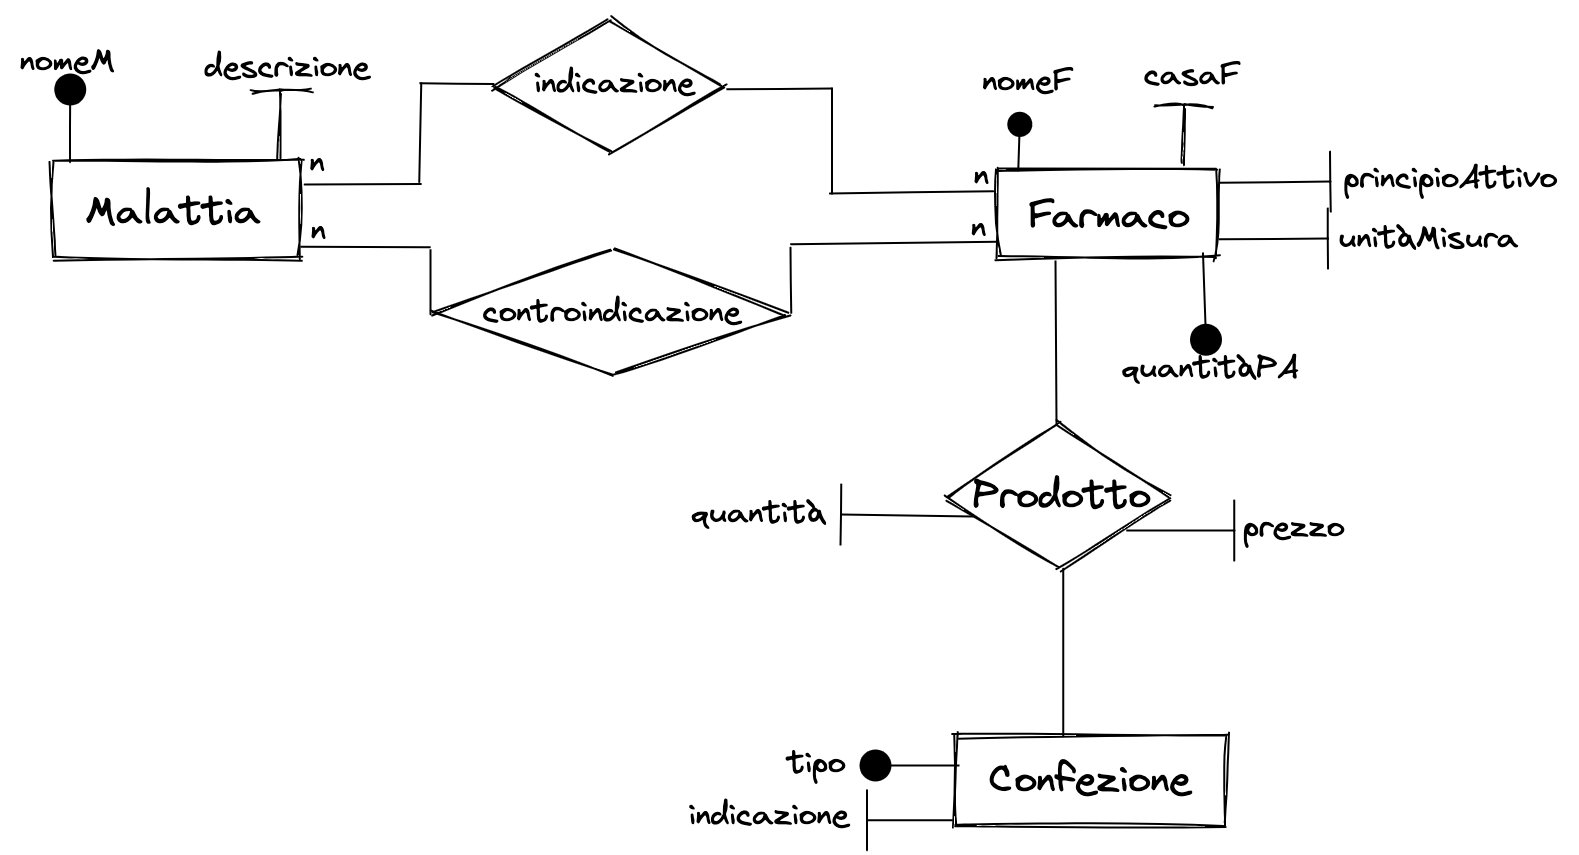 nomeM
descrizione
indicazione
nomeF
casaF
n
n
principioAttivo
Malattia
Farmaco
n
n
unitàMisura
controindicazione
quantitàPA
Prodotto
quantità
prezzo
tipo
Confezione
indicazione